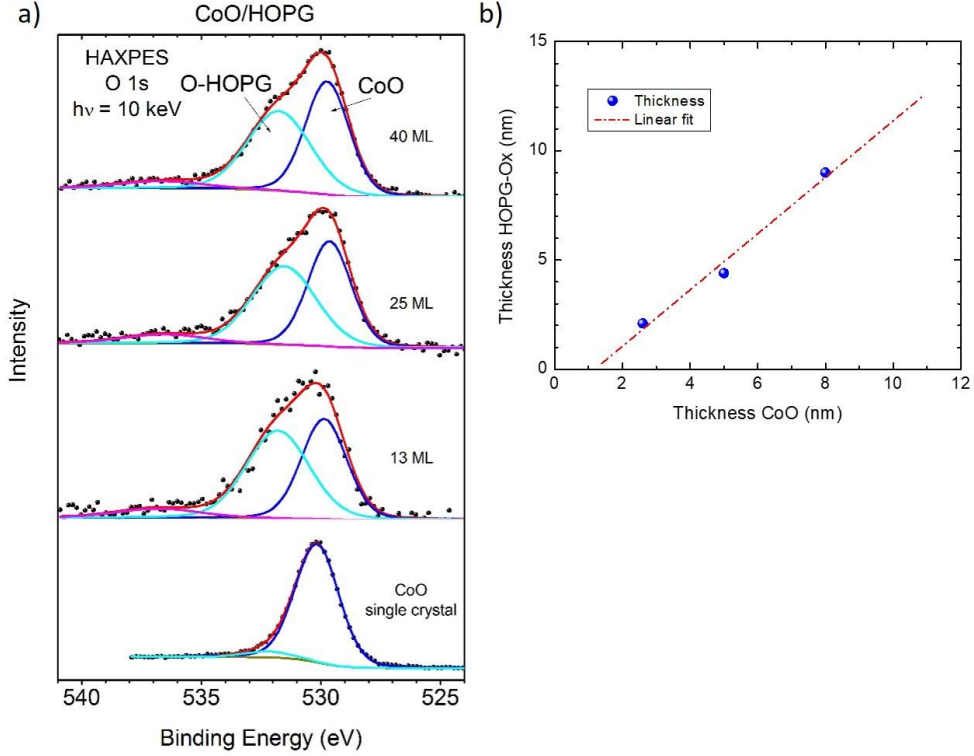 a)
CoO/HOPG
HAXPES
O 1s
hν = 10 keV
O-HOPG
CoO
40 ML
25 ML
13 ML
CoO
single crystal
Intensity
540 535 530 525
Binding Energy (eV)
b)
15
10
5
0
Thickness HOPG-Ox (nm)
Thickness
Linear fit
0 2 4 6 8 10 12
Thickness CoO (nm)